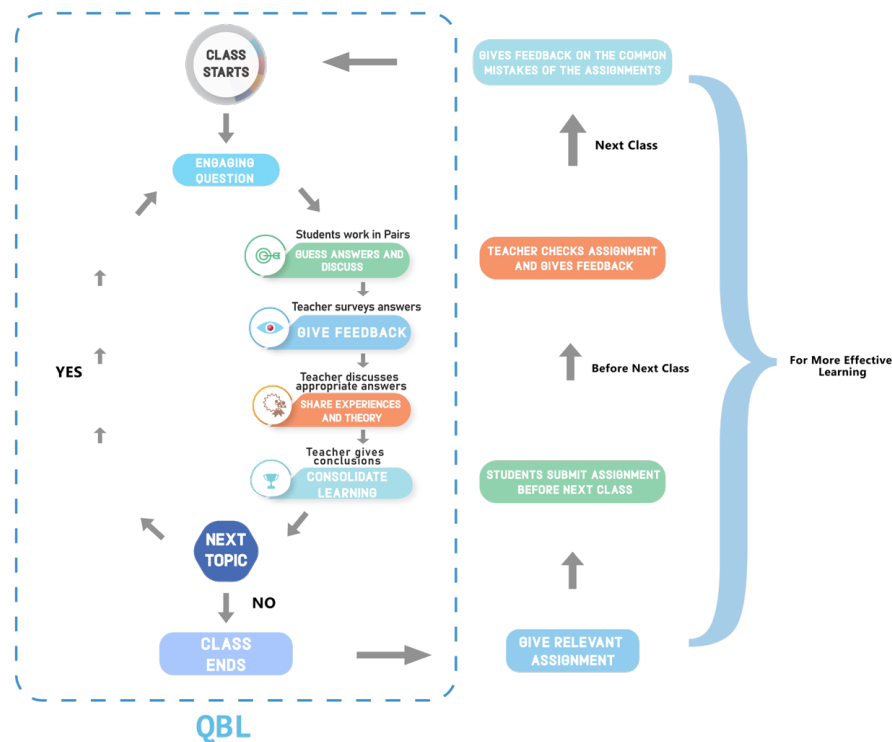 CLASS
STARTS
ENGAGING
QUESTION
Students work in Pairs
GUESS ANSWERS AND
DISCUSS
Teacher surveys answers
GIVE FEEDBACK
Teacher discusses
appropriate answers
SHARE EXPERIENCES
AND THEORY
Teacher gives
conclusions
CONSOLIDATE
LEARNING
NEXT
TOPIC
YES
NO
CLASS
ENDS
QBL
GIVE RELEVANT
ASSIGNMENT
STUDENTS SUBMIT ASSIGNMENT
BEFORE NEXT CLASS
Before Next Class
TEACHER CHECKS ASSIGNMENT
AND GIVES FEEDBACK
Next Class
GIVES FEEDBACK ON THE COMMON
MISTAKES OF THE ASSIGNMENTS
For More Effective
Learning